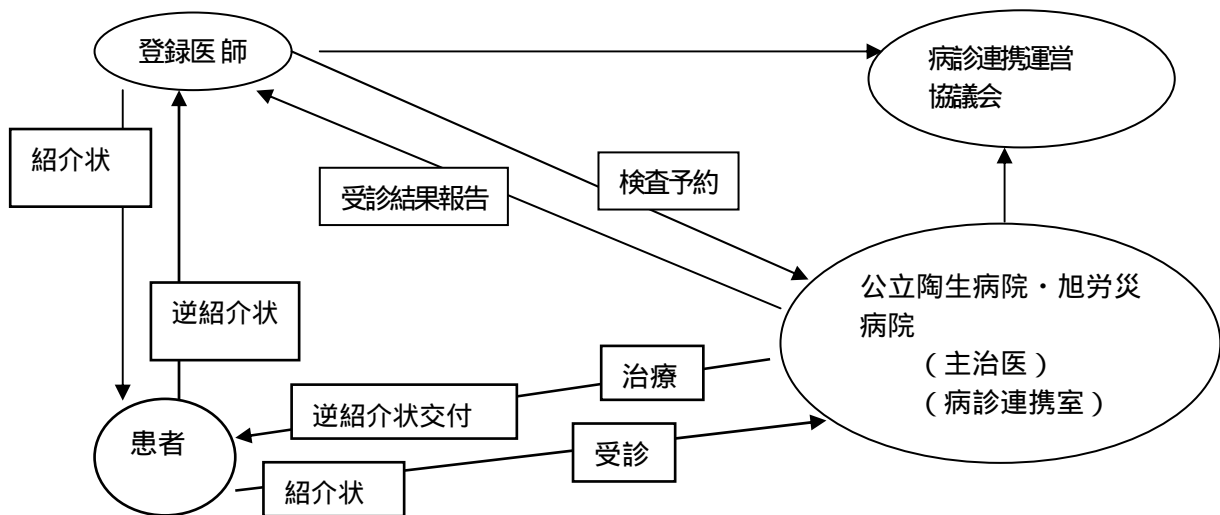 登録医師
病診連携運営
協議会
紹介状
検査予約
受診結果報告
逆紹介状
公立陶生病院・旭労災
病院
（主治医）
（病診連携室）
治療
逆紹介状交付
患者
受診
紹介状